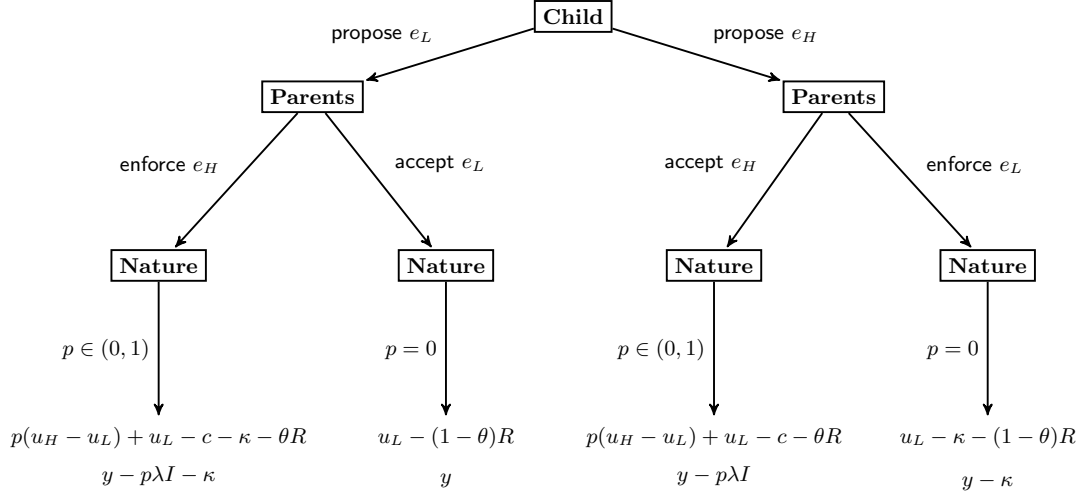 Child
propose e_L propose e_H
Parents Parents
enforce e_H accept e_L accept e_H enforce e_L
Nature Nature Nature Nature
p ∈ (0, 1) p = 0 p ∈ (0, 1) p = 0
p(u_H − u_L) + u_L − c − κ − θR u_L − (1 − θ)R p(u_H − u_L) + u_L − c − θR u_L − κ − (1 − θ)R
y − pλI − κ y y − pλI y − κ